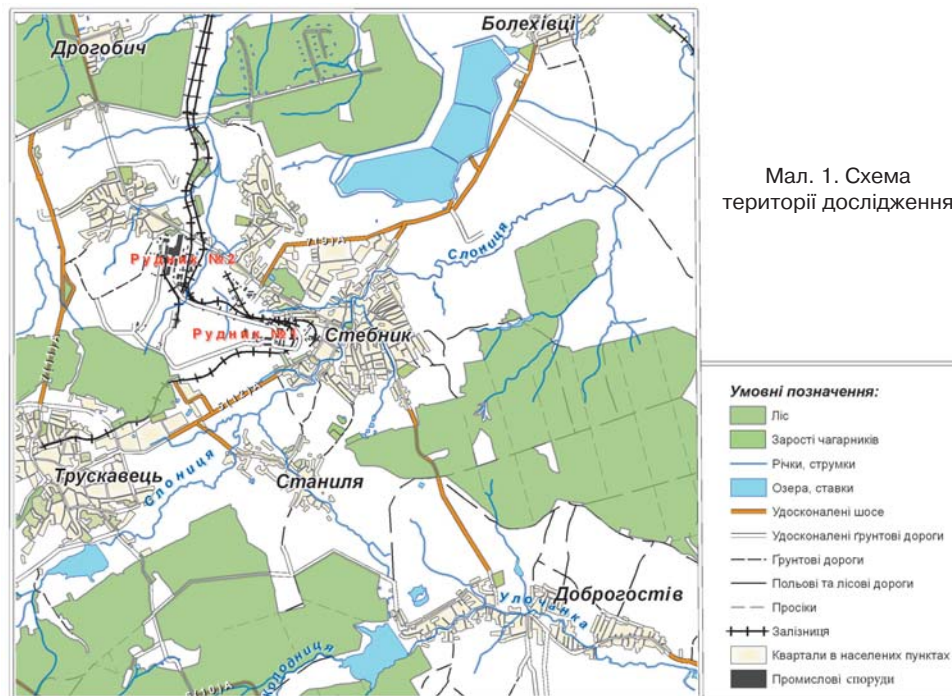 Болехівці
Дрогобич
Мал. 1. Схема
території дослідження
Слониця
Рудник №2
Рудник №1
Стебник
Трускавець
Слониця
Станиля
Доброгостів
Улочанка
Умовні позначення:
Ліс
Зарості чагарників
Річки, струмки
Озера, ставки
Удосконалені шосе
Удосконалені ґрунтові дороги
Ґрунтові дороги
Польові та лісові дороги
Просіки
Залізниця
Квартали в населених пунктах
Промислові споруди